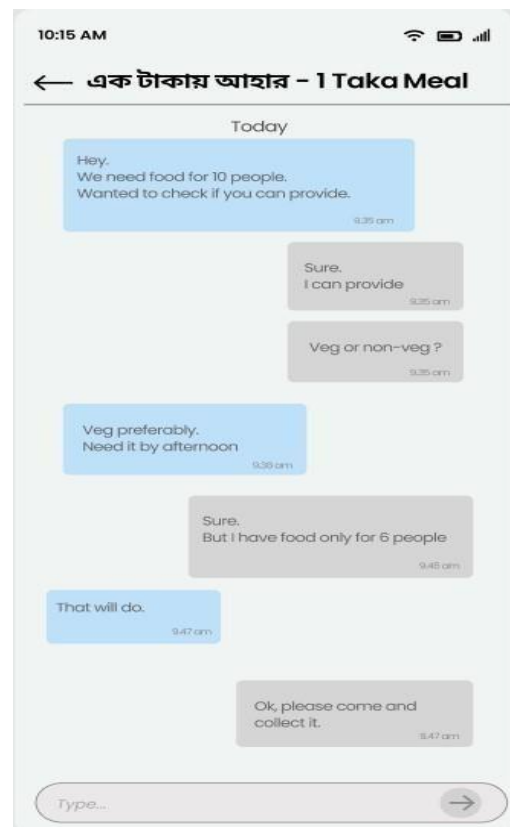 10:15 AM
এক টাকায় আহার - 1 Taka Meal
Today
Hey.
We need food for 10 people.
Wanted to check if you can provide.
9.35 am
Sure.
I can provide
9.35 am
Veg or non-veg ?
9.35 am
Veg preferably.
Need it by afternoon
9.38 am
Sure.
But I have food only for 6 people
9.45 am
That will do.
9.47 am
Ok, please come and
collect it.
9.47 am
Type...